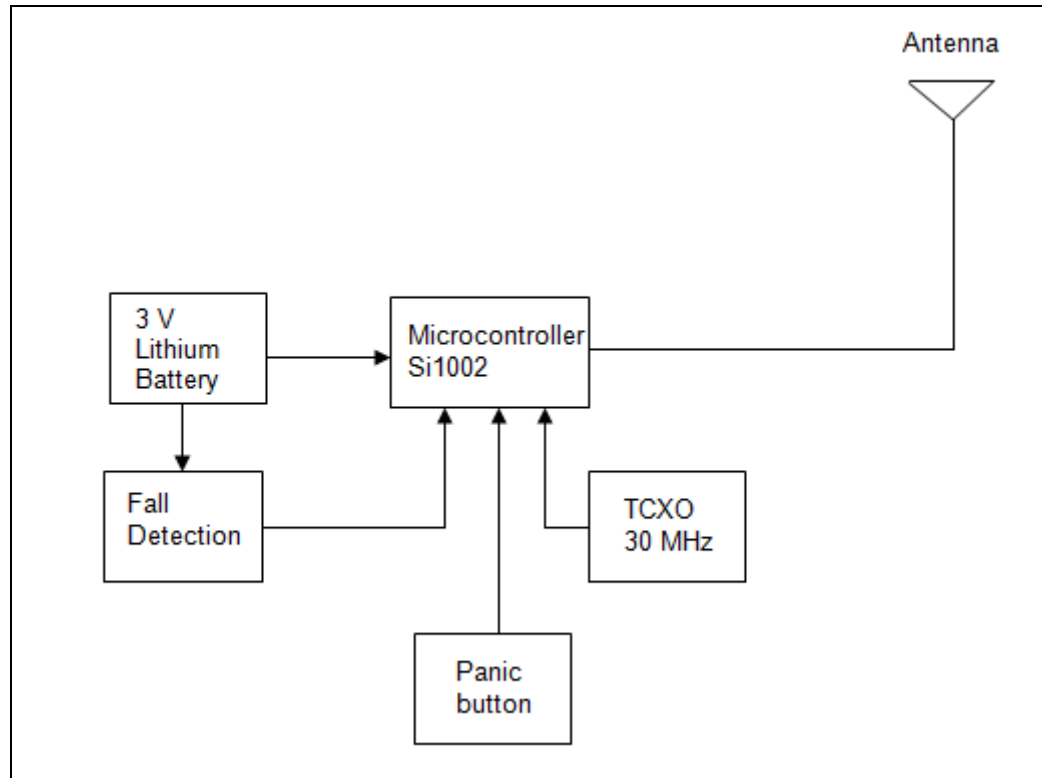 Antenna
3 V
Lithium
Battery
Microcontroller
Si1002
Fall
Detection
TCXO
30 MHz
Panic
button